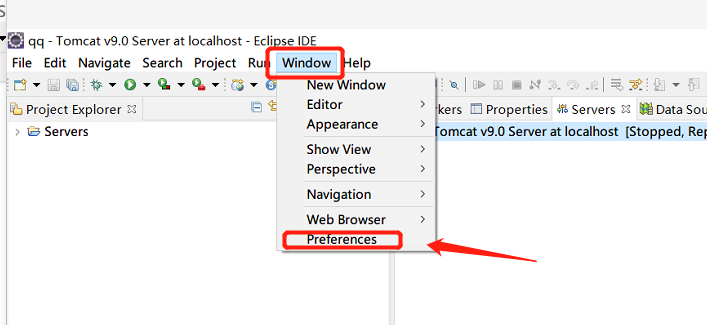 qq - Tomcat v9.0 Server at localhost - Eclipse IDE
File Edit Navigate Search Project Run Window Help
New Window
Editor
Appearance
Show View
Perspective
Navigation
Web Browser
Preferences
Project Explorer
Servers
Properties Servers Data Sou
Tomcat v9.0 Server at localhost [Stopped, Rep